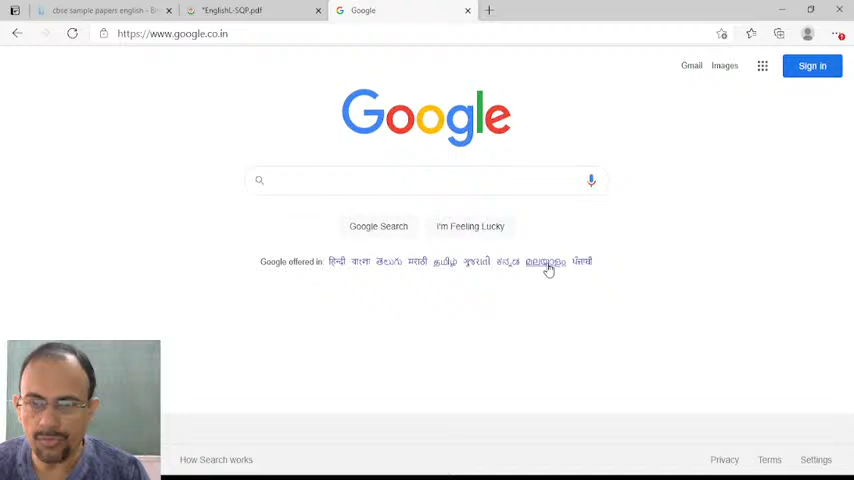 cbse sample papers english - B
*EnglishL-SQP.pdf
Google
https://www.google.co.in
Gmail Images Sign in
Google
Google Search I'm Feeling Lucky
Google offered in: हिन्दी বাংলা తెలుగు मराठी தமிழ் ગુજરાતી ಕನ್ನಡ മലയാളം ਪੰਜਾਬੀ
How Search works Privacy Terms Settings